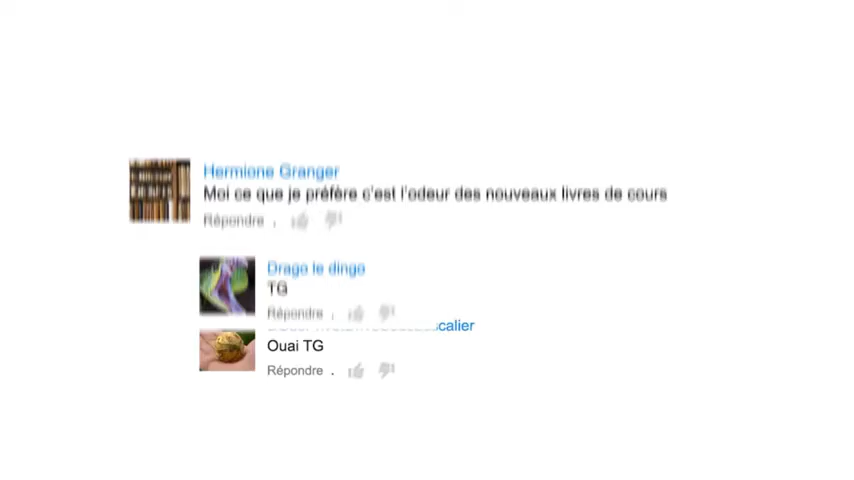 Hermione Granger
Moi ce que je préfère c'est l'odeur des nouveaux livres de cours
Répondre .
Drago le dingo
TG
Répondre .
calier
Ouai TG
Répondre .